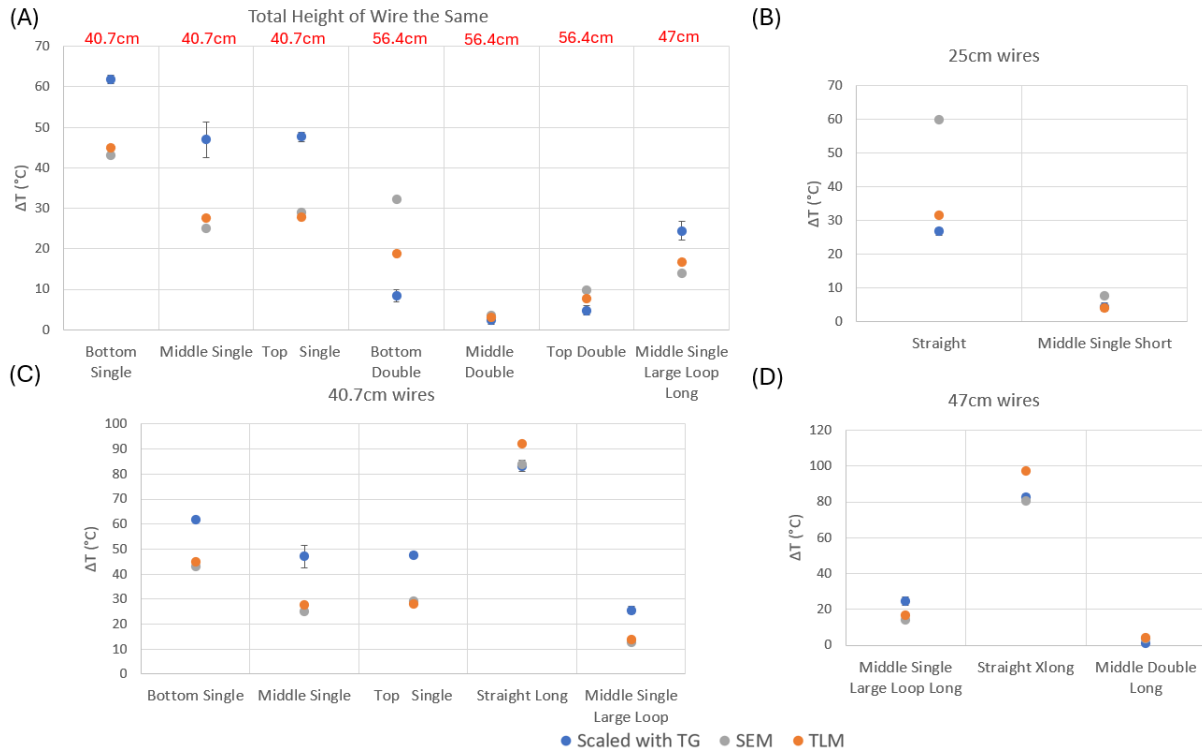 (A)
Total Height of Wire the Same
40.7cm 40.7cm 40.7cm 56.4cm 56.4cm 56.4cm 47cm
70
60
50
40
30
20
10
0
ΔT (°C)
Bottom Single
Middle Single
Top Single
Bottom Double
Middle Double
Top Double
Middle Single Large Loop Long
(B)
25cm wires
70
60
50
40
30
20
10
0
ΔT (°C)
Straight
Middle Single Short
(C)
40.7cm wires
100
90
80
70
60
50
40
30
20
10
0
ΔT (°C)
Bottom Single
Middle Single
Top Single
Straight Long
Middle Single Large Loop
(D)
47cm wires
120
100
80
60
40
20
0
ΔT (°C)
Middle Single Large Loop Long
Straight Xlong
Middle Double Long
Scaled with TG SEM TLM